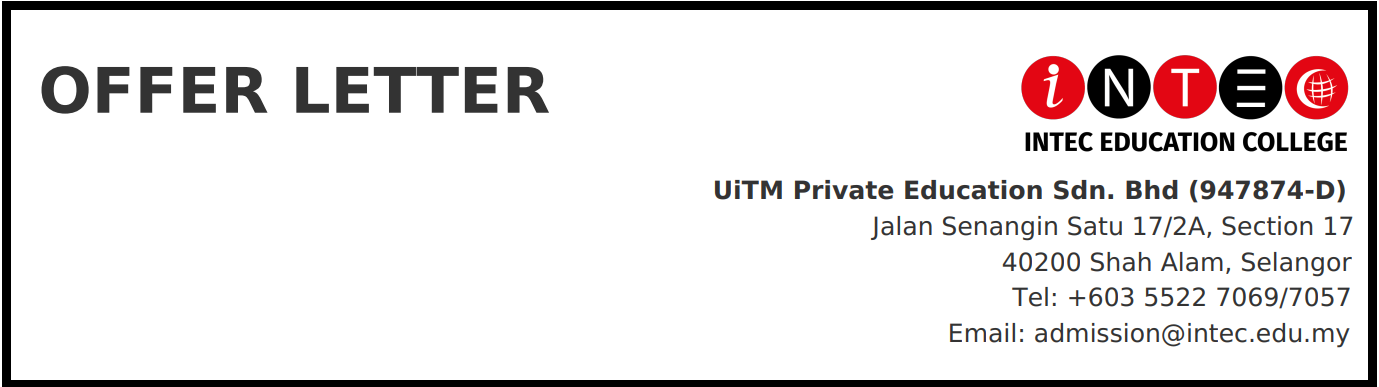 OFFER LETTER
iNTEC
INTEC EDUCATION COLLEGE
UiTM Private Education Sdn. Bhd (947874-D)
Jalan Senangin Satu 17/2A, Section 17
40200 Shah Alam, Selangor
Tel: +603 5522 7069/7057
Email: admission@intec.edu.my